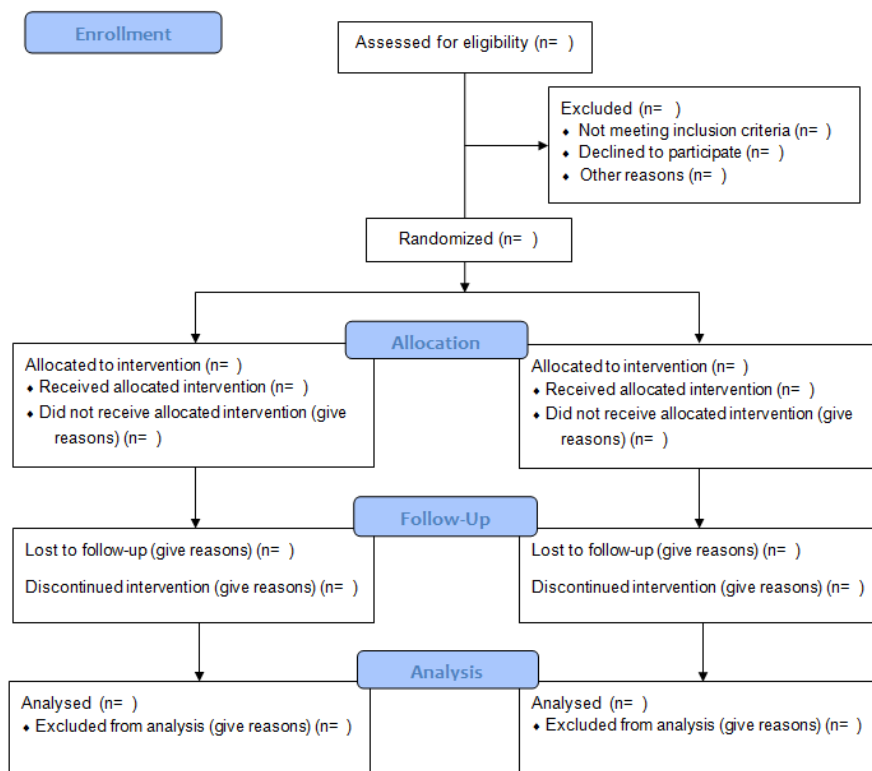 Enrollment
Assessed for eligibility (n=  )
Excluded (n=  )
⬥ Not meeting inclusion criteria (n=  )
⬥ Declined to participate (n=  )
⬥ Other reasons (n=  )
Randomized (n=  )
Allocation
Allocated to intervention (n=  )
⬥ Received allocated intervention (n=  )
⬥ Did not receive allocated intervention (give
reasons) (n=  )
Allocated to intervention (n=  )
⬥ Received allocated intervention (n=  )
⬥ Did not receive allocated intervention (give
reasons) (n=  )
Follow-Up
Lost to follow-up (give reasons) (n=  )
Discontinued intervention (give reasons) (n=  )
Lost to follow-up (give reasons) (n=  )
Discontinued intervention (give reasons) (n=  )
Analysis
Analysed (n=  )
⬥ Excluded from analysis (give reasons) (n=  )
Analysed (n=  )
⬥ Excluded from analysis (give reasons) (n=  )